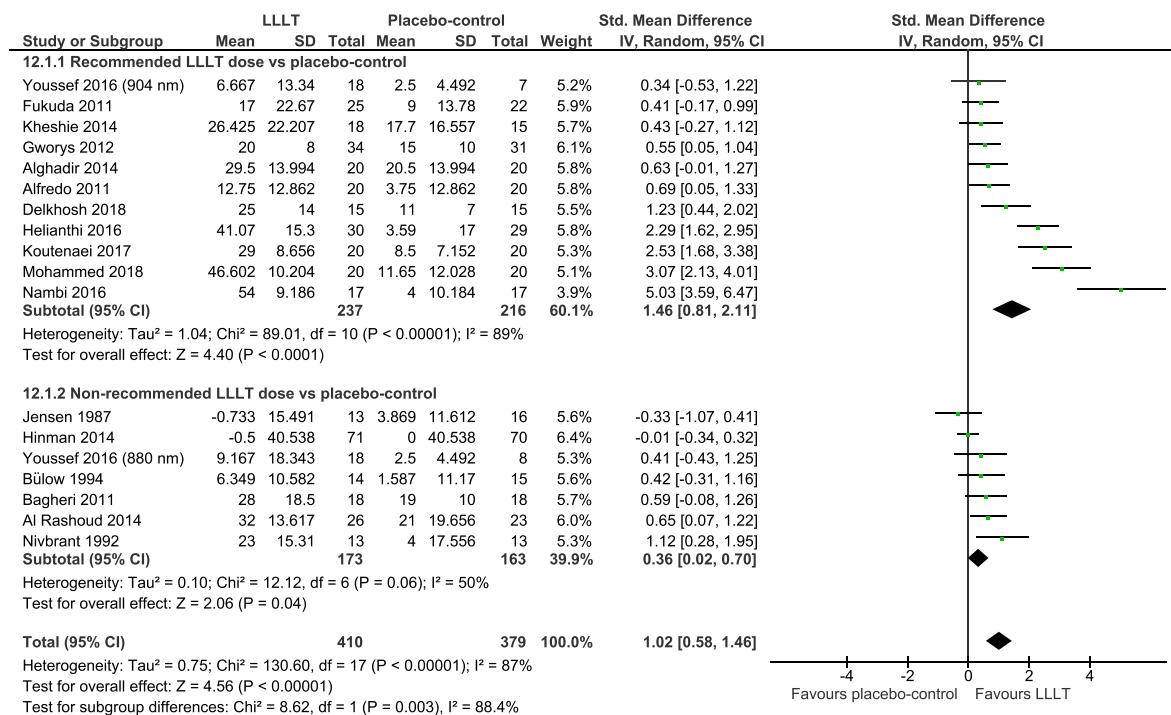 LLLT Placebo-control Std. Mean Difference Std. Mean Difference
Study or Subgroup Mean SD Total Mean SD Total Weight IV, Random, 95% CI IV, Random, 95% CI
12.1.1 Recommended LLLT dose vs placebo-control
Youssef 2016 (904 nm) 6.667 13.34 18 2.5 4.492 7 5.2% 0.34 [-0.53, 1.22]
Fukuda 2011 17 22.67 25 9 13.78 22 5.9% 0.41 [-0.17, 0.99]
Kheshie 2014 26.425 22.207 18 17.7 16.557 15 5.7% 0.43 [-0.27, 1.12]
Gworys 2012 20 8 34 15 10 31 6.1% 0.55 [0.05, 1.04]
Alghadir 2014 29.5 13.994 20 20.5 13.994 20 5.8% 0.63 [-0.01, 1.27]
Alfredo 2011 12.75 12.862 20 3.75 12.862 20 5.8% 0.69 [0.05, 1.33]
Delkhosh 2018 25 14 15 11 7 15 5.5% 1.23 [0.44, 2.02]
Helianthi 2016 41.07 15.3 30 3.59 17 29 5.8% 2.29 [1.62, 2.95]
Koutenaei 2017 29 8.656 20 8.5 7.152 20 5.3% 2.53 [1.68, 3.38]
Mohammed 2018 46.602 10.204 20 11.65 12.028 20 5.1% 3.07 [2.13, 4.01]
Nambi 2016 54 9.186 17 4 10.184 17 3.9% 5.03 [3.59, 6.47]
Subtotal (95% CI) 237 216 60.1% 1.46 [0.81, 2.11]
Heterogeneity: Tau² = 1.04; Chi² = 89.01, df = 10 (P < 0.00001); I² = 89%
Test for overall effect: Z = 4.40 (P < 0.0001)
12.1.2 Non-recommended LLLT dose vs placebo-control
Jensen 1987 -0.733 15.491 13 3.869 11.612 16 5.6% -0.33 [-1.07, 0.41]
Hinman 2014 -0.5 40.538 71 0 40.538 70 6.4% -0.01 [-0.34, 0.32]
Youssef 2016 (880 nm) 9.167 18.343 18 2.5 4.492 8 5.3% 0.41 [-0.43, 1.25]
Bülow 1994 6.349 10.582 14 1.587 11.17 15 5.6% 0.42 [-0.31, 1.16]
Bagheri 2011 28 18.5 18 19 10 18 5.7% 0.59 [-0.08, 1.26]
Al Rashoud 2014 32 13.617 26 21 19.656 23 6.0% 0.65 [0.07, 1.22]
Nivbrant 1992 23 15.31 13 4 17.556 13 5.3% 1.12 [0.28, 1.95]
Subtotal (95% CI) 173 163 39.9% 0.36 [0.02, 0.70]
Heterogeneity: Tau² = 0.10; Chi² = 12.12, df = 6 (P = 0.06); I² = 50%
Test for overall effect: Z = 2.06 (P = 0.04)
Total (95% CI) 410 379 100.0% 1.02 [0.58, 1.46]
Heterogeneity: Tau² = 0.75; Chi² = 130.60, df = 17 (P < 0.00001); I² = 87%
Test for overall effect: Z = 4.56 (P < 0.00001)
Test for subgroup differences: Chi² = 8.62, df = 1 (P = 0.003), I² = 88.4%
-4 -2 0 2 4
Favours placebo-control Favours LLLT